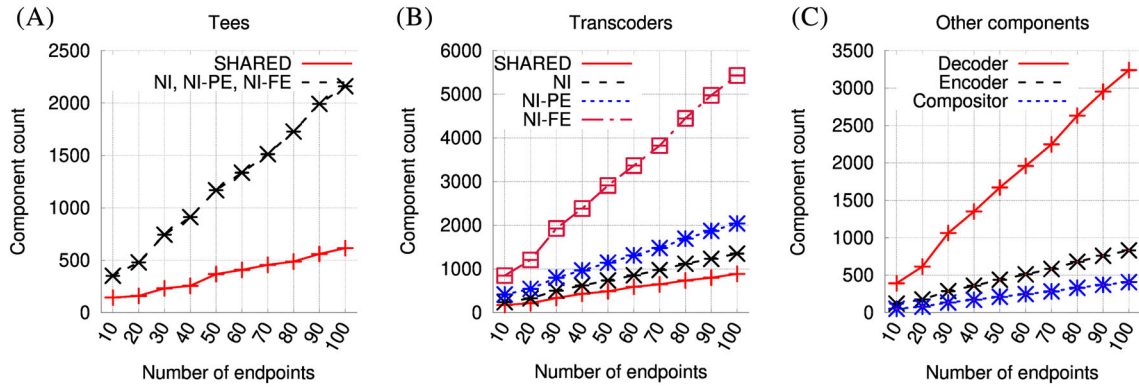 (A)
Tees
2500
2000
1500
1000
500
0
SHARED
NI, NI-PE, NI-FE
Component count
10 20 30 40 50 60 70 80 90 100
Number of endpoints
(B)
Transcoders
6000
5000
4000
3000
2000
1000
0
SHARED
NI
NI-PE
NI-FE
Component count
10 20 30 40 50 60 70 80 90 100
Number of endpoints
(C)
Other components
3500
3000
2500
2000
1500
1000
500
0
Decoder
Encoder
Compositor
Component count
10 20 30 40 50 60 70 80 90 100
Number of endpoints